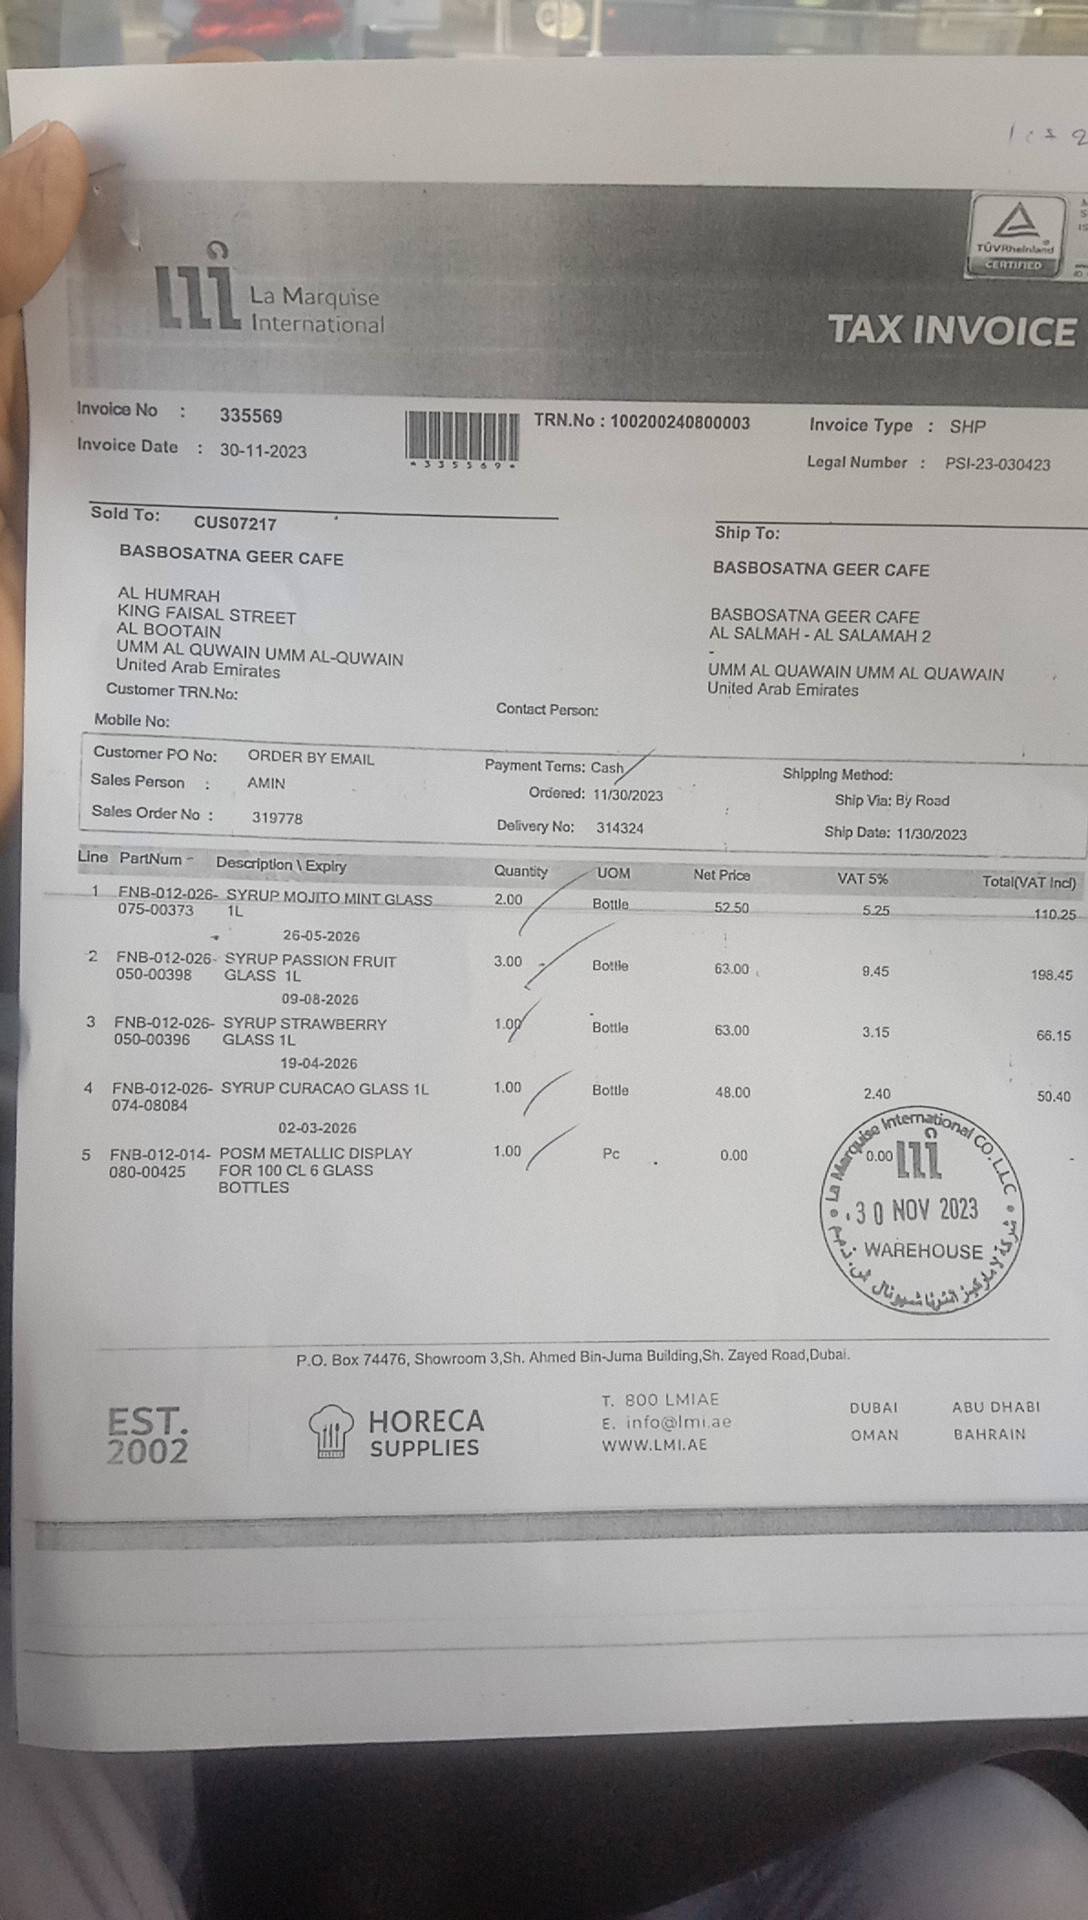 TÜVRheinland
CERTIFIED
La Marquise
International
TAX INVOICE
Invoice No : 335569
Invoice Date : 30-11-2023
*335569*
TRN.No : 100200240800003
Invoice Type : SHP
Legal Number : PSI-23-030423
Sold To: CUS07217
BASBOSATNA GEER CAFE
AL HUMRAH
KING FAISAL STREET
AL BOOTAIN
UMM AL QUWAIN UMM AL-QUWAIN
United Arab Emirates
Customer TRN.No:
Mobile No:
Contact Person:
Ship To:
BASBOSATNA GEER CAFE
BASBOSATNA GEER CAFE
AL SALMAH - AL SALAMAH 2
-
UMM AL QUAWAIN UMM AL QUAWAIN
United Arab Emirates
Customer PO No: ORDER BY EMAIL
Sales Person : AMIN
Sales Order No : 319778
Payment Tems: Cash
Ordered: 11/30/2023
Delivery No: 314324
Shipping Method:
Ship Via: By Road
Ship Date: 11/30/2023
Line PartNum Description \ Expiry Quantity UOM Net Price VAT 5% Total(VAT Incl)
1 FNB-012-026- SYRUP MOJITO MINT GLASS 2.00 Bottle 52.50 5.25 110.25
075-00373 1L
26-05-2026
2 FNB-012-026- SYRUP PASSION FRUIT 3.00 Bottle 63.00 9.45 198.45
050-00398 GLASS 1L
09-08-2026
3 FNB-012-026- SYRUP STRAWBERRY 1.00 Bottle 63.00 3.15 66.15
050-00396 GLASS 1L
19-04-2026
4 FNB-012-026- SYRUP CURACAO GLASS 1L 1.00 Bottle 48.00 2.40 50.40
074-08084
02-03-2026
5 FNB-012-014- POSM METALLIC DISPLAY 1.00 Pc 0.00 0.00 -
080-00425 FOR 100 CL 6 GLASS
BOTTLES
La Marquise International CO. L.L.C
30 NOV 2023
WAREHOUSE
شركة لاماركيز انترناشيونال ش.ذ.م.م
P.O. Box 74476, Showroom 3,Sh. Ahmed Bin-Juma Building,Sh. Zayed Road,Dubai.
EST.
2002
HORECA
SUPPLIES
T. 800 LMIAE
E. info@lmi.ae
WWW.LMI.AE
DUBAI ABU DHABI
OMAN BAHRAIN